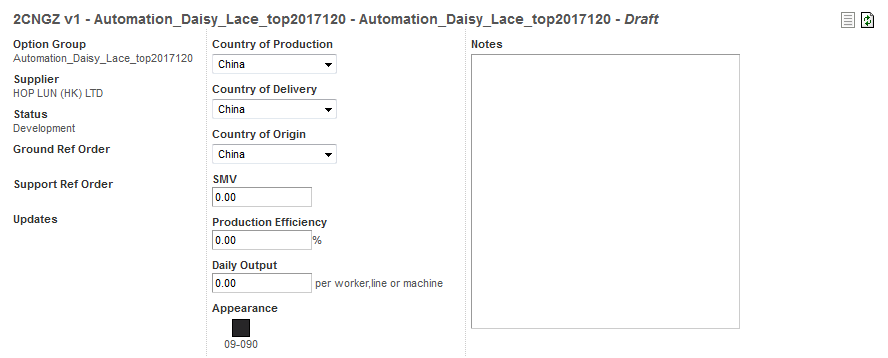 2CNGZ v1 - Automation_Daisy_Lace_top2017120 - Automation_Daisy_Lace_top2017120 - Draft
Option Group
Automation_Daisy_Lace_top2017120
Supplier
HOP LUN (HK) LTD
Status
Development
Ground Ref Order
Support Ref Order
Updates
Country of Production
China
Country of Delivery
China
Country of Origin
China
SMV
0.00
Production Efficiency
0.00 %
Daily Output
0.00 per worker,line or machine
Appearance
09-090
Notes